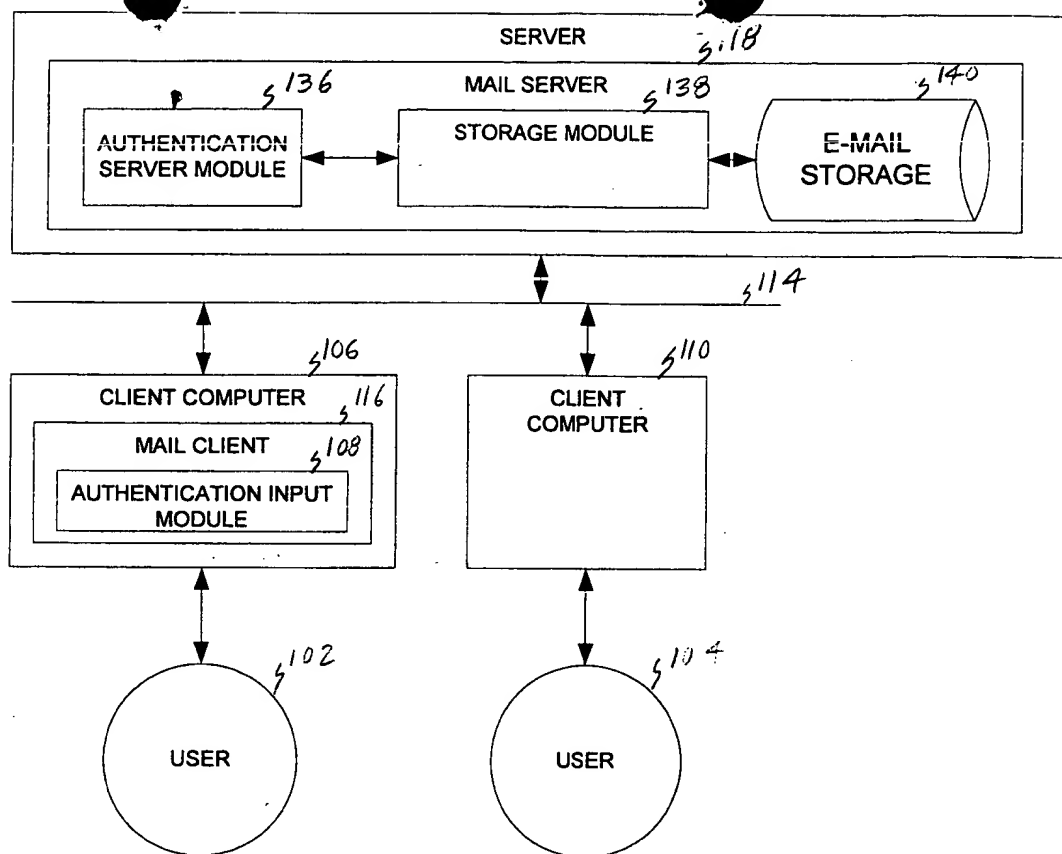 SERVER
118
MAIL SERVER
136
138
140
AUTHENTICATION
SERVER MODULE
STORAGE MODULE
E-MAIL
STORAGE
114
106
110
CLIENT COMPUTER
116
MAIL CLIENT
108
AUTHENTICATION INPUT
MODULE
CLIENT
COMPUTER
102
104
USER
USER